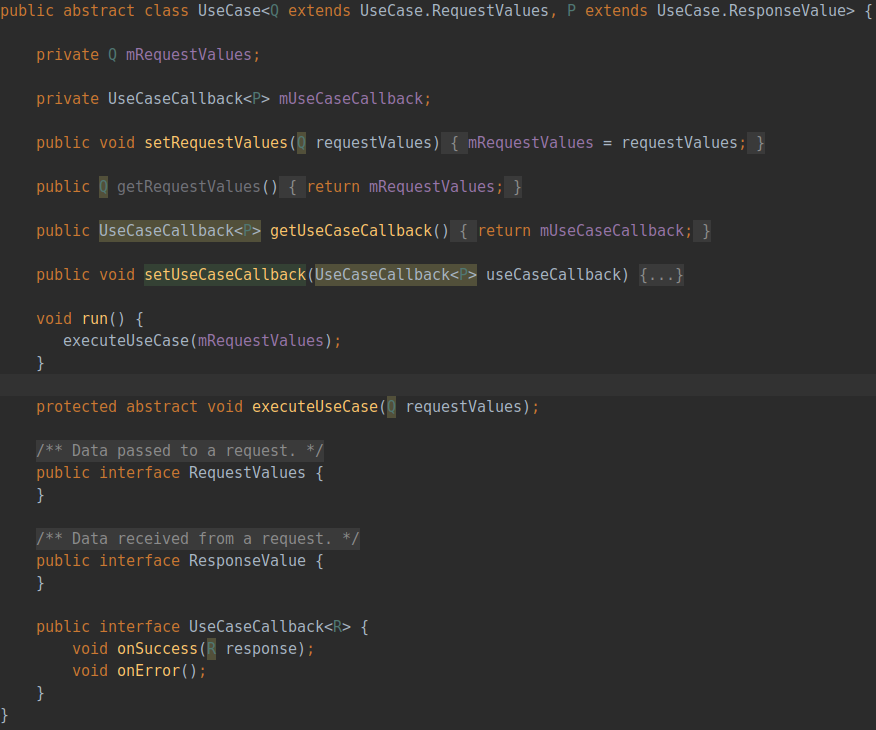 public abstract class UseCase<Q extends UseCase.RequestValues, P extends UseCase.ResponseValue> {
private Q mRequestValues;
private UseCaseCallback<P> mUseCaseCallback;
public void setRequestValues(Q requestValues) { mRequestValues = requestValues; }
public Q getRequestValues() { return mRequestValues; }
public UseCaseCallback<P> getUseCaseCallback() { return mUseCaseCallback; }
public void setUseCaseCallback(UseCaseCallback<P> useCaseCallback) {...}
void run() {
executeUseCase(mRequestValues);
}
protected abstract void executeUseCase(Q requestValues);
/** Data passed to a request. */
public interface RequestValues {
}
/** Data received from a request. */
public interface ResponseValue {
}
public interface UseCaseCallback<R> {
void onSuccess(R response);
void onError();
}
}